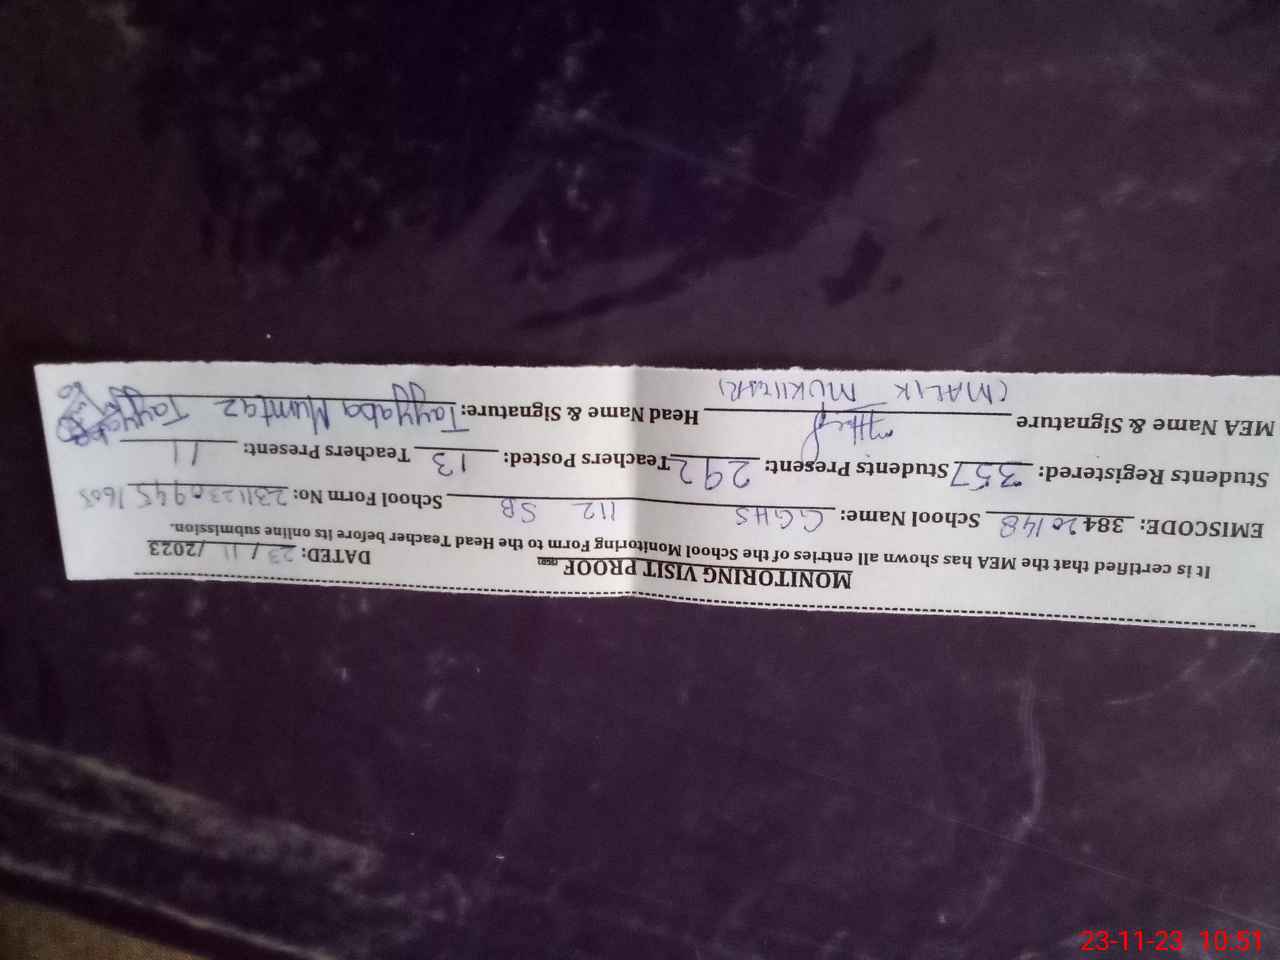 MONITORING VISIT PROOF
DATED: 23/11/2023
It is certified that the MEA has shown all entries of the School Monitoring Form to the Head Teacher before its online submission.
EMISCODE: 38420148 School Name: GGHS 112 SB School Form No:
Students Registered: 357 Students Present: 292 Teachers Posted: 13 Teachers Present: 11
MEA Name & Signature Head Name & Signature: Tayyaba Mumtaz
(MALIK
23-11-23 10:51